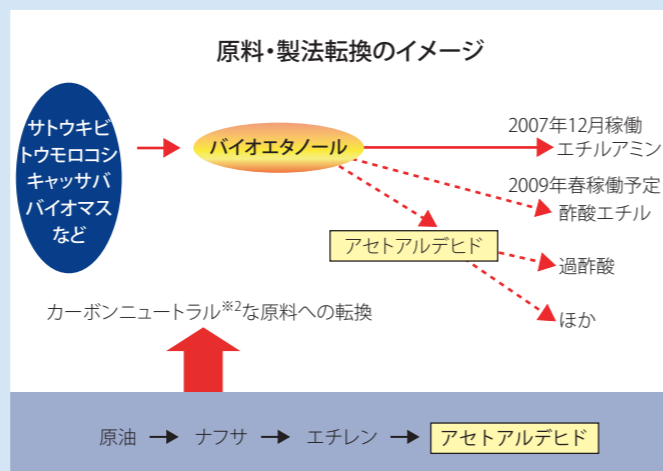 原料・製法転換のイメージ
サトウキビ
トウモロコシ
キャッサバ
バイオマス
など
バイオエタノール
2007年12月稼働
エチルアミン
2009年春稼働予定
酢酸エチル
アセトアルデヒド
過酢酸
ほか
カーボンニュートラル※2な原料への転換
原油 → ナフサ → エチレン → アセトアルデヒド